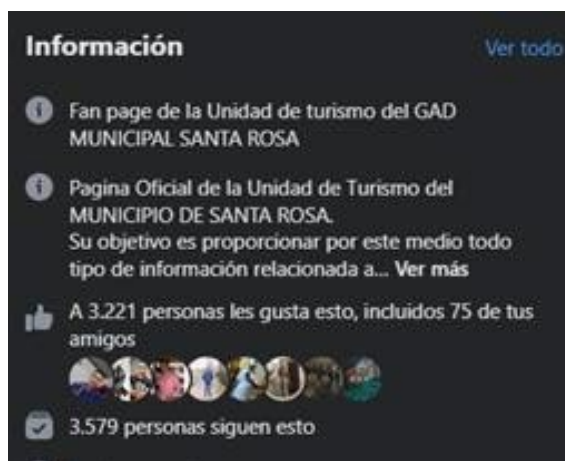 Información
Ver todo
Fan page de la Unidad de turismo del GAD
MUNICIPAL SANTA ROSA
Pagina Oficial de la Unidad de Turismo del
MUNICIPIO DE SANTA ROSA.
Su objetivo es proporcionar por este medio todo
tipo de información relacionada a... Ver más
A 3.221 personas les gusta esto, incluidos 75 de tus
amigos
3.579 personas siguen esto